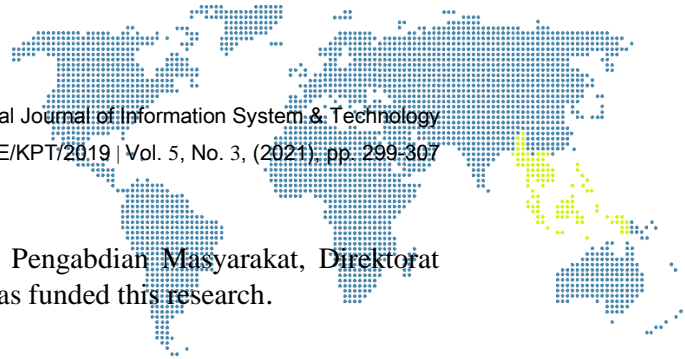 al Journal of Information System & Technology
E/KPT/2019 | Vol. 5, No. 3, (2021), pp. 299-307
Pengabdian Masyarakat, Direktorat
as funded this research.